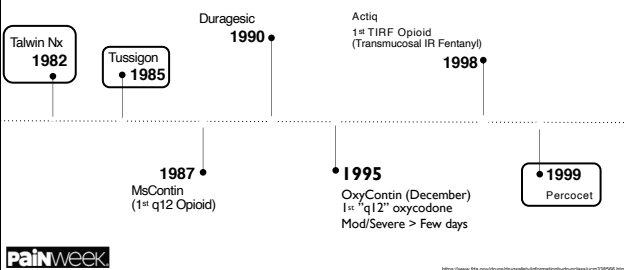 Talwin Nx
1982
Tussigon
1985
Duragesic
1990
Actiq
1st TIRF Opioid
(Transmucosal IR Fentanyl)
1998
1987
MsContin
(1st q12 Opioid)
1995
OxyContin (December)
1st "q12" oxycodone
Mod/Severe > Few days
1999
Percocet
PaiNWEEK.